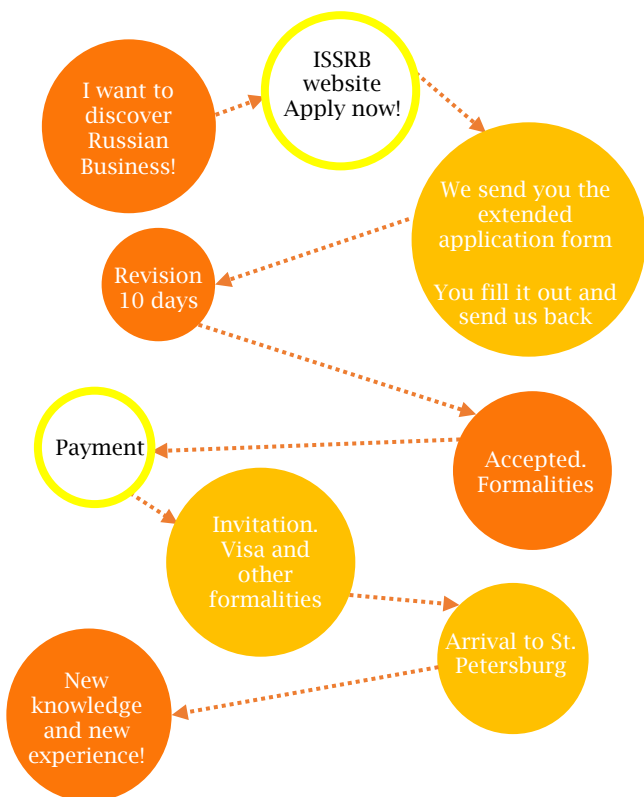 I want to
discover
Russian
Business!
ISSRB
website
Apply now!
We send you the
extended
application form
You fill it out and
send us back
Revision
10 days
Accepted.
Formalities
Payment
Invitation.
Visa and
other
formalities
Arrival to St.
Petersburg
New
knowledge
and new
experience!